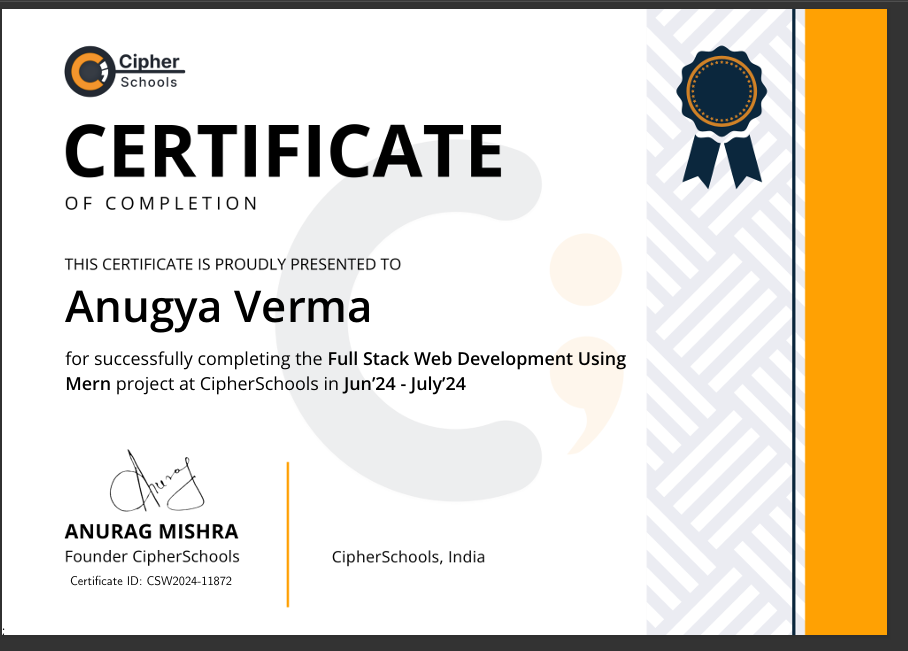 Cipher
Schools
CERTIFICATE
OF COMPLETION
THIS CERTIFICATE IS PROUDLY PRESENTED TO
Anugya Verma
for successfully completing the Full Stack Web Development Using
Mern project at CipherSchools in Jun’24 - July’24
Anurag
ANURAG MISHRA
Founder CipherSchools
Certificate ID: CSW2024-11872
CipherSchools, India